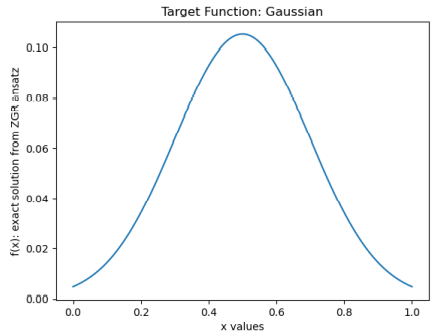 Target Function: Gaussian
f(x): exact solution from ZGR ansatz
0.10
0.08
0.06
0.04
0.02
0.00
0.0 0.2 0.4 0.6 0.8 1.0
x values